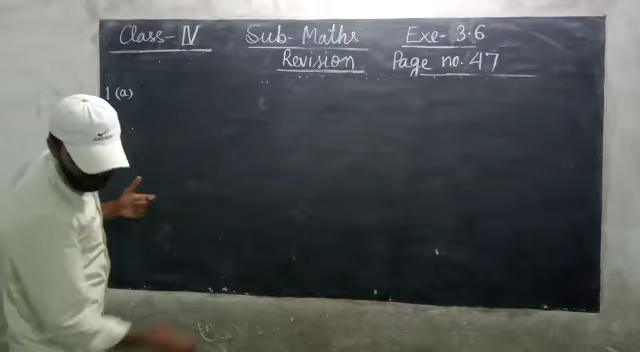 Class- IV Sub- Maths Exe- 3.6
Revision Page no. 47
1 (a)